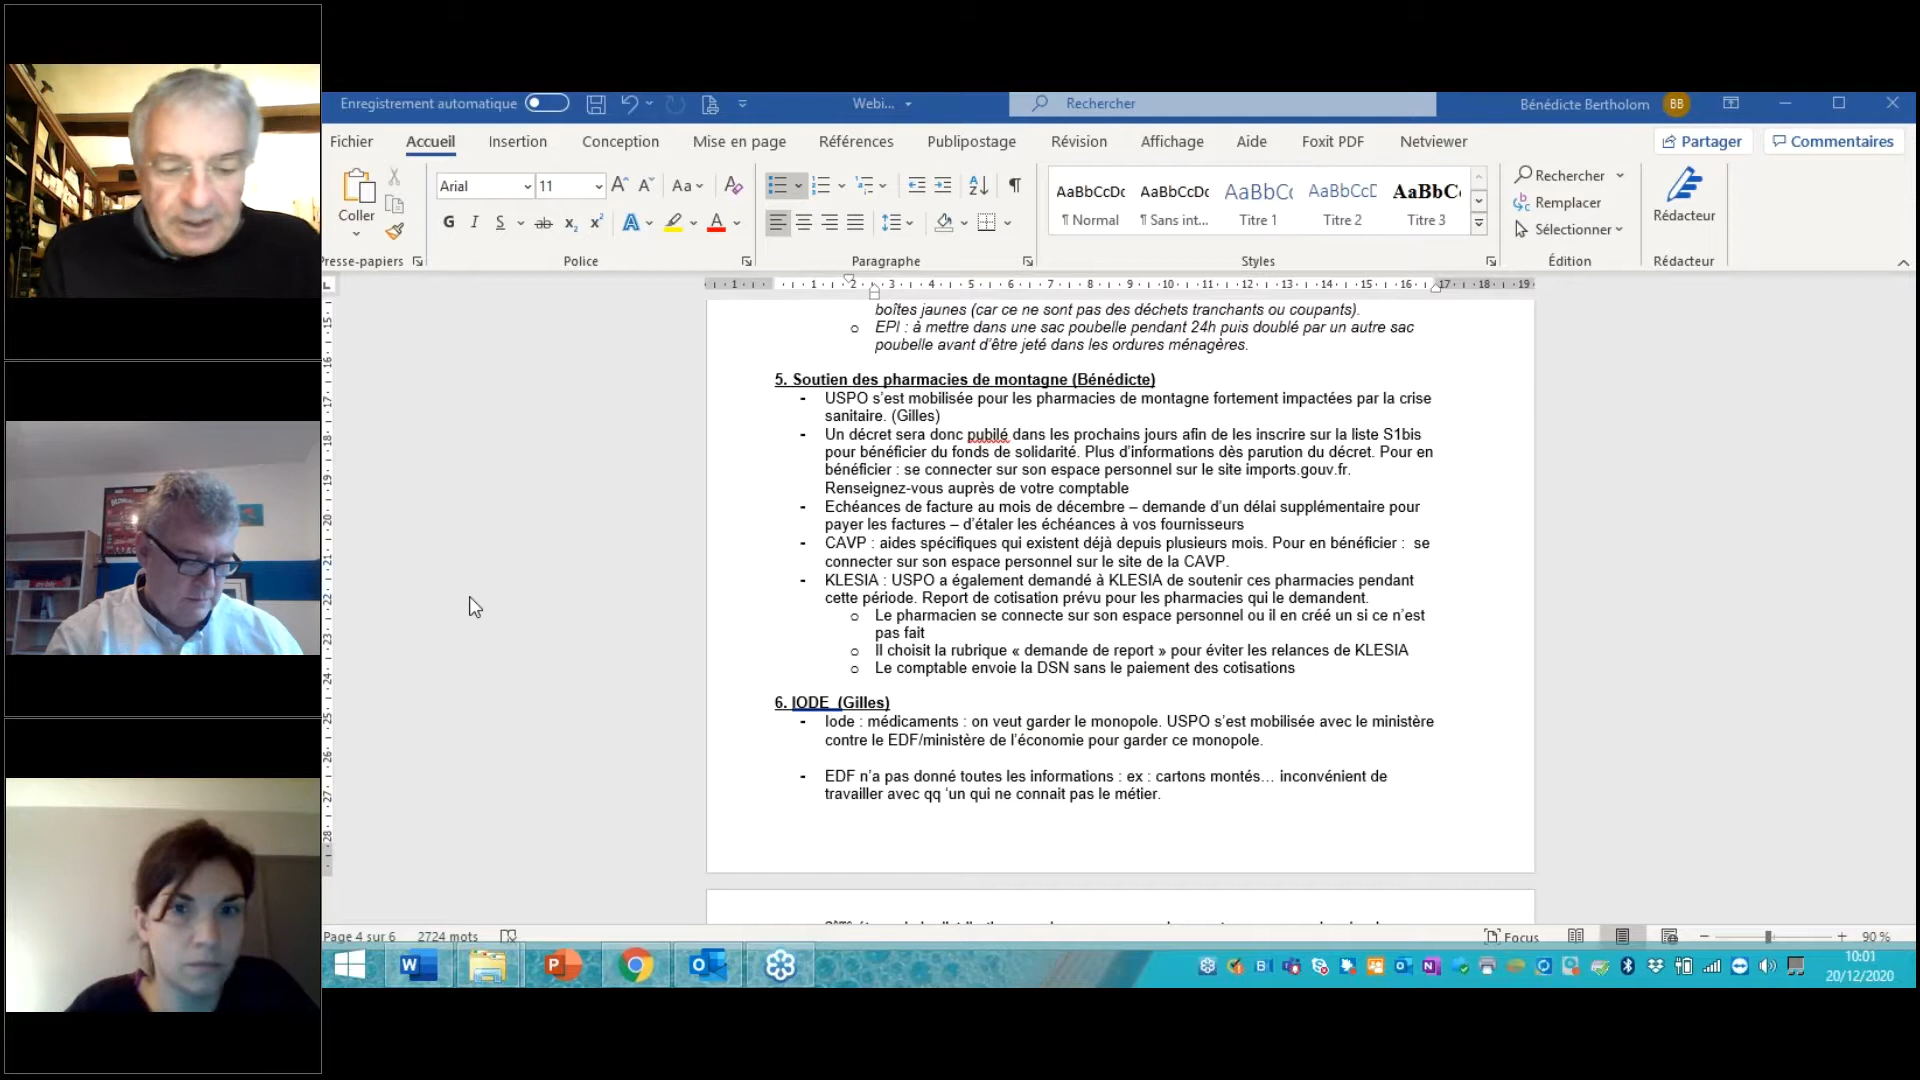 Enregistrement automatique
Webi...
Rechercher
Bénédicte Bertholom
BB
Fichier
Accueil
Insertion
Conception
Mise en page
Références
Publipostage
Révision
Affichage
Aide
Foxit PDF
Netviewer
Partager
Commentaires
Coller
Arial
11
AaBbCcDc
AaBbCcDc
AaBbC
AaBbCcD
AaBbC
¶ Normal
¶ Sans int...
Titre 1
Titre 2
Titre 3
Rechercher
Remplacer
Sélectionner
Rédacteur
Presse-papiers
Police
Paragraphe
Styles
Édition
Rédacteur
boîtes jaunes (car ce ne sont pas des déchets tranchants ou coupants).
o EPI : à mettre dans une sac poubelle pendant 24h puis doublé par un autre sac
poubelle avant d’être jeté dans les ordures ménagères.
5. Soutien des pharmacies de montagne (Bénédicte)
- USPO s’est mobilisée pour les pharmacies de montagne fortement impactées par la crise
sanitaire. (Gilles)
- Un décret sera donc pubilé dans les prochains jours afin de les inscrire sur la liste S1bis
pour bénéficier du fonds de solidarité. Plus d’informations dès parution du décret. Pour en
bénéficier : se connecter sur son espace personnel sur le site imports.gouv.fr.
Renseignez-vous auprès de votre comptable
- Echéances de facture au mois de décembre – demande d’un délai supplémentaire pour
payer les factures – d’étaler les échéances à vos fournisseurs
- CAVP : aides spécifiques qui existent déjà depuis plusieurs mois. Pour en bénéficier : se
connecter sur son espace personnel sur le site de la CAVP.
- KLESIA : USPO a également demandé à KLESIA de soutenir ces pharmacies pendant
cette période. Report de cotisation prévu pour les pharmacies qui le demandent.
o Le pharmacien se connecte sur son espace personnel ou il en créé un si ce n’est
pas fait
o Il choisit la rubrique « demande de report » pour éviter les relances de KLESIA
o Le comptable envoie la DSN sans le paiement des cotisations
6. IODE (Gilles)
- Iode : médicaments : on veut garder le monopole. USPO s’est mobilisée avec le ministère
contre le EDF/ministère de l’économie pour garder ce monopole.
- EDF n’a pas donné toutes les informations : ex : cartons montés… inconvénient de
travailler avec qq ‘un qui ne connait pas le métier.
Page 4 sur 6
2724 mots
Focus
90 %
10:01
20/12/2020